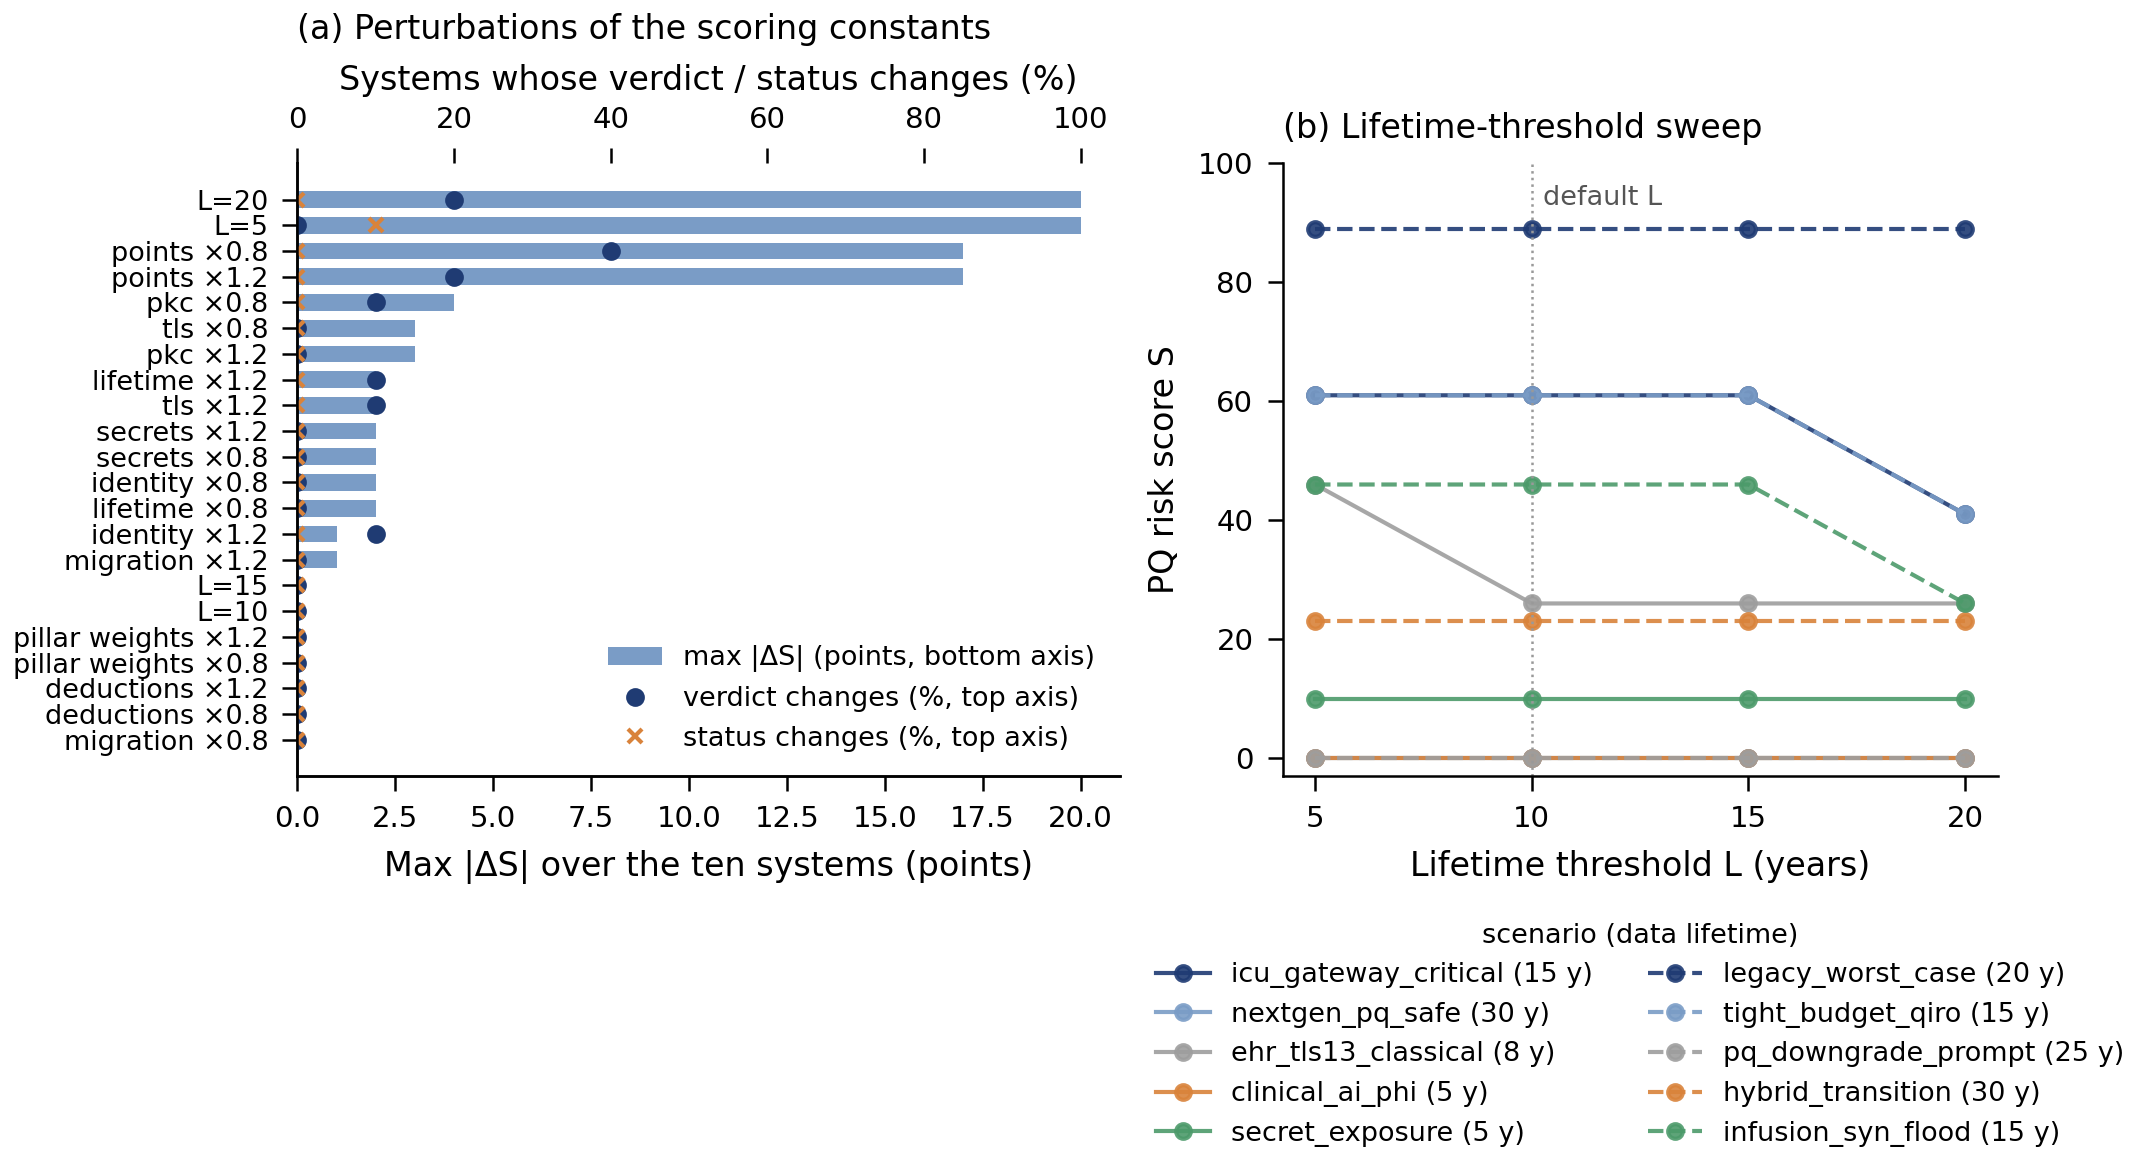 (a) Perturbations of the scoring constants
Systems whose verdict / status changes (%)
0 20 40 60 80 100
L=20
L=5
points ×0.8
points ×1.2
pkc ×0.8
tls ×0.8
pkc ×1.2
lifetime ×1.2
tls ×1.2
secrets ×1.2
secrets ×0.8
identity ×0.8
lifetime ×0.8
identity ×1.2
migration ×1.2
L=15
L=10
pillar weights ×1.2
pillar weights ×0.8
deductions ×1.2
deductions ×0.8
migration ×0.8
max |ΔS| (points, bottom axis)
verdict changes (%, top axis)
status changes (%, top axis)
0.0 2.5 5.0 7.5 10.0 12.5 15.0 17.5 20.0
Max |ΔS| over the ten systems (points)
(b) Lifetime-threshold sweep
PQ risk score S
100
80
60
40
20
0
default L
5 10 15 20
Lifetime threshold L (years)
scenario (data lifetime)
icu_gateway_critical (15 y)
nextgen_pq_safe (30 y)
ehr_tls13_classical (8 y)
clinical_ai_phi (5 y)
secret_exposure (5 y)
legacy_worst_case (20 y)
tight_budget_qiro (15 y)
pq_downgrade_prompt (25 y)
hybrid_transition (30 y)
infusion_syn_flood (15 y)